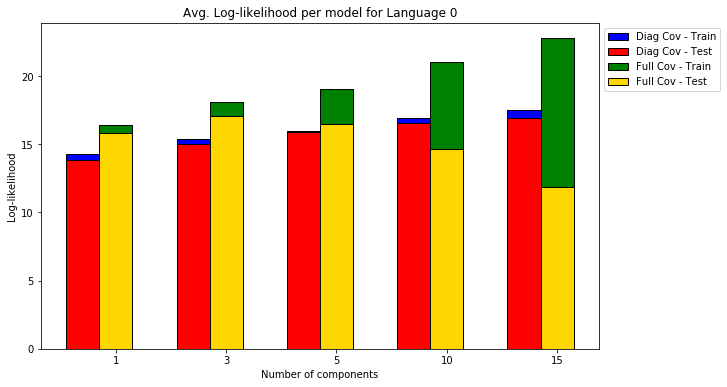 Avg. Log-likelihood per model for Language 0
Diag Cov - Train
Diag Cov - Test
Full Cov - Train
Full Cov - Test
Log-likelihood
20
15
10
5
0
1 3 5 10 15
Number of components